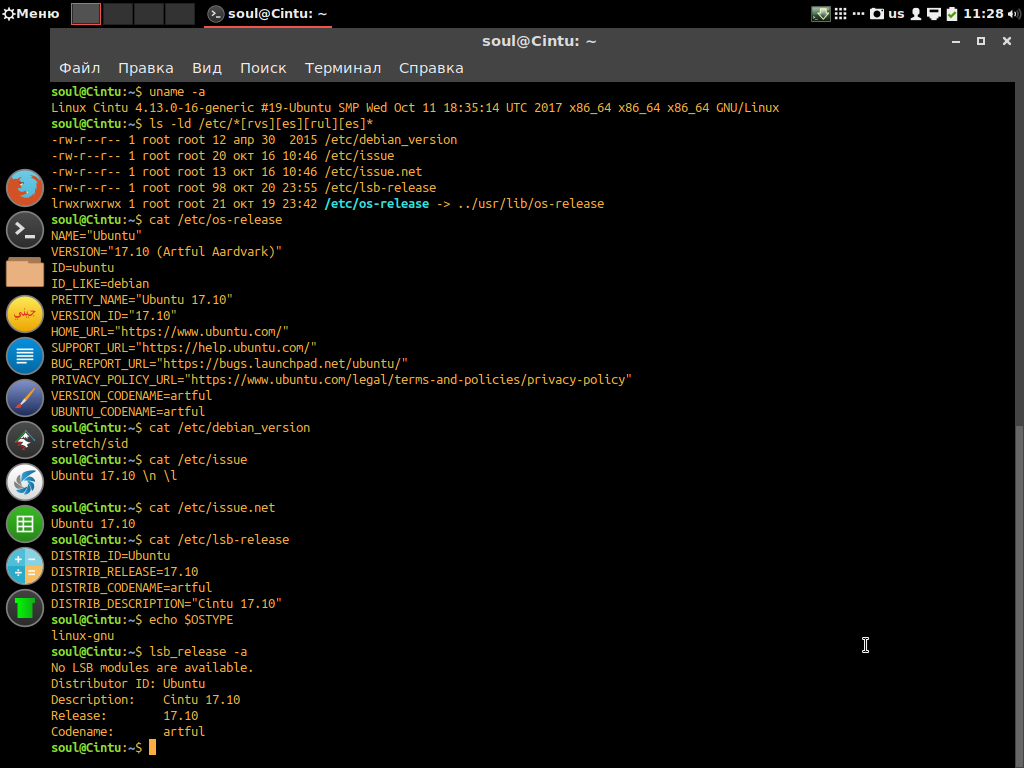 Меню
soul@Cintu: ~
us
11:28
soul@Cintu: ~
Файл Правка Вид Поиск Терминал Справка
soul@Cintu:~$ uname -a
Linux Cintu 4.13.0-16-generic #19-Ubuntu SMP Wed Oct 11 18:35:14 UTC 2017 x86_64 x86_64 x86_64 GNU/Linux
soul@Cintu:~$ ls -ld /etc/*[rvs][es][rul][es]*
-rw-r--r-- 1 root root 12 апр 30  2015 /etc/debian_version
-rw-r--r-- 1 root root 20 окт 16 10:46 /etc/issue
-rw-r--r-- 1 root root 13 окт 16 10:46 /etc/issue.net
-rw-r--r-- 1 root root 98 окт 20 23:55 /etc/lsb-release
lrwxrwxrwx 1 root root 21 окт 19 23:42 /etc/os-release -> ../usr/lib/os-release
soul@Cintu:~$ cat /etc/os-release
NAME="Ubuntu"
VERSION="17.10 (Artful Aardvark)"
ID=ubuntu
ID_LIKE=debian
PRETTY_NAME="Ubuntu 17.10"
VERSION_ID="17.10"
HOME_URL="https://www.ubuntu.com/"
SUPPORT_URL="https://help.ubuntu.com/"
BUG_REPORT_URL="https://bugs.launchpad.net/ubuntu/"
PRIVACY_POLICY_URL="https://www.ubuntu.com/legal/terms-and-policies/privacy-policy"
VERSION_CODENAME=artful
UBUNTU_CODENAME=artful
soul@Cintu:~$ cat /etc/debian_version
stretch/sid
soul@Cintu:~$ cat /etc/issue
Ubuntu 17.10 \n \l
soul@Cintu:~$ cat /etc/issue.net
Ubuntu 17.10
soul@Cintu:~$ cat /etc/lsb-release
DISTRIB_ID=Ubuntu
DISTRIB_RELEASE=17.10
DISTRIB_CODENAME=artful
DISTRIB_DESCRIPTION="Cintu 17.10"
soul@Cintu:~$ echo $OSTYPE
linux-gnu
soul@Cintu:~$ lsb_release -a
No LSB modules are available.
Distributor ID: Ubuntu
Description:    Cintu 17.10
Release:        17.10
Codename:       artful
soul@Cintu:~$